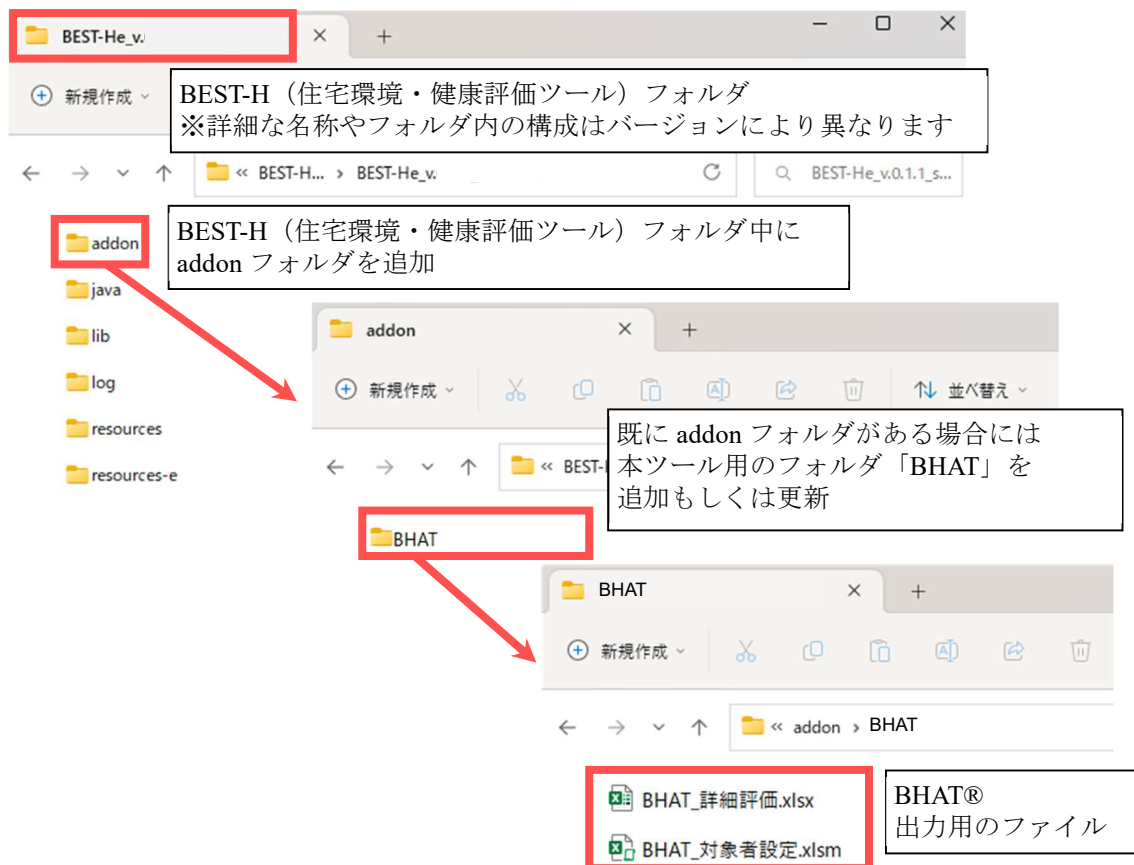 BEST-He_v.
新規作成
BEST-H（住宅環境・健康評価ツール）フォルダ
※詳細な名称やフォルダ内の構成はバージョンにより異なります
« BEST-H... › BEST-He_v.
BEST-He_v.0.1.1_s...
addon
java
lib
log
resources
resources-e
BEST-H（住宅環境・健康評価ツール）フォルダ中に
addon フォルダを追加
addon
新規作成
並べ替え
« BEST-
既に addon フォルダがある場合には
本ツール用のフォルダ「BHAT」を
追加もしくは更新
BHAT
BHAT
新規作成
« addon › BHAT
BHAT_詳細評価.xlsx
BHAT_対象者設定.xlsm
BHAT®
出力用のファイル